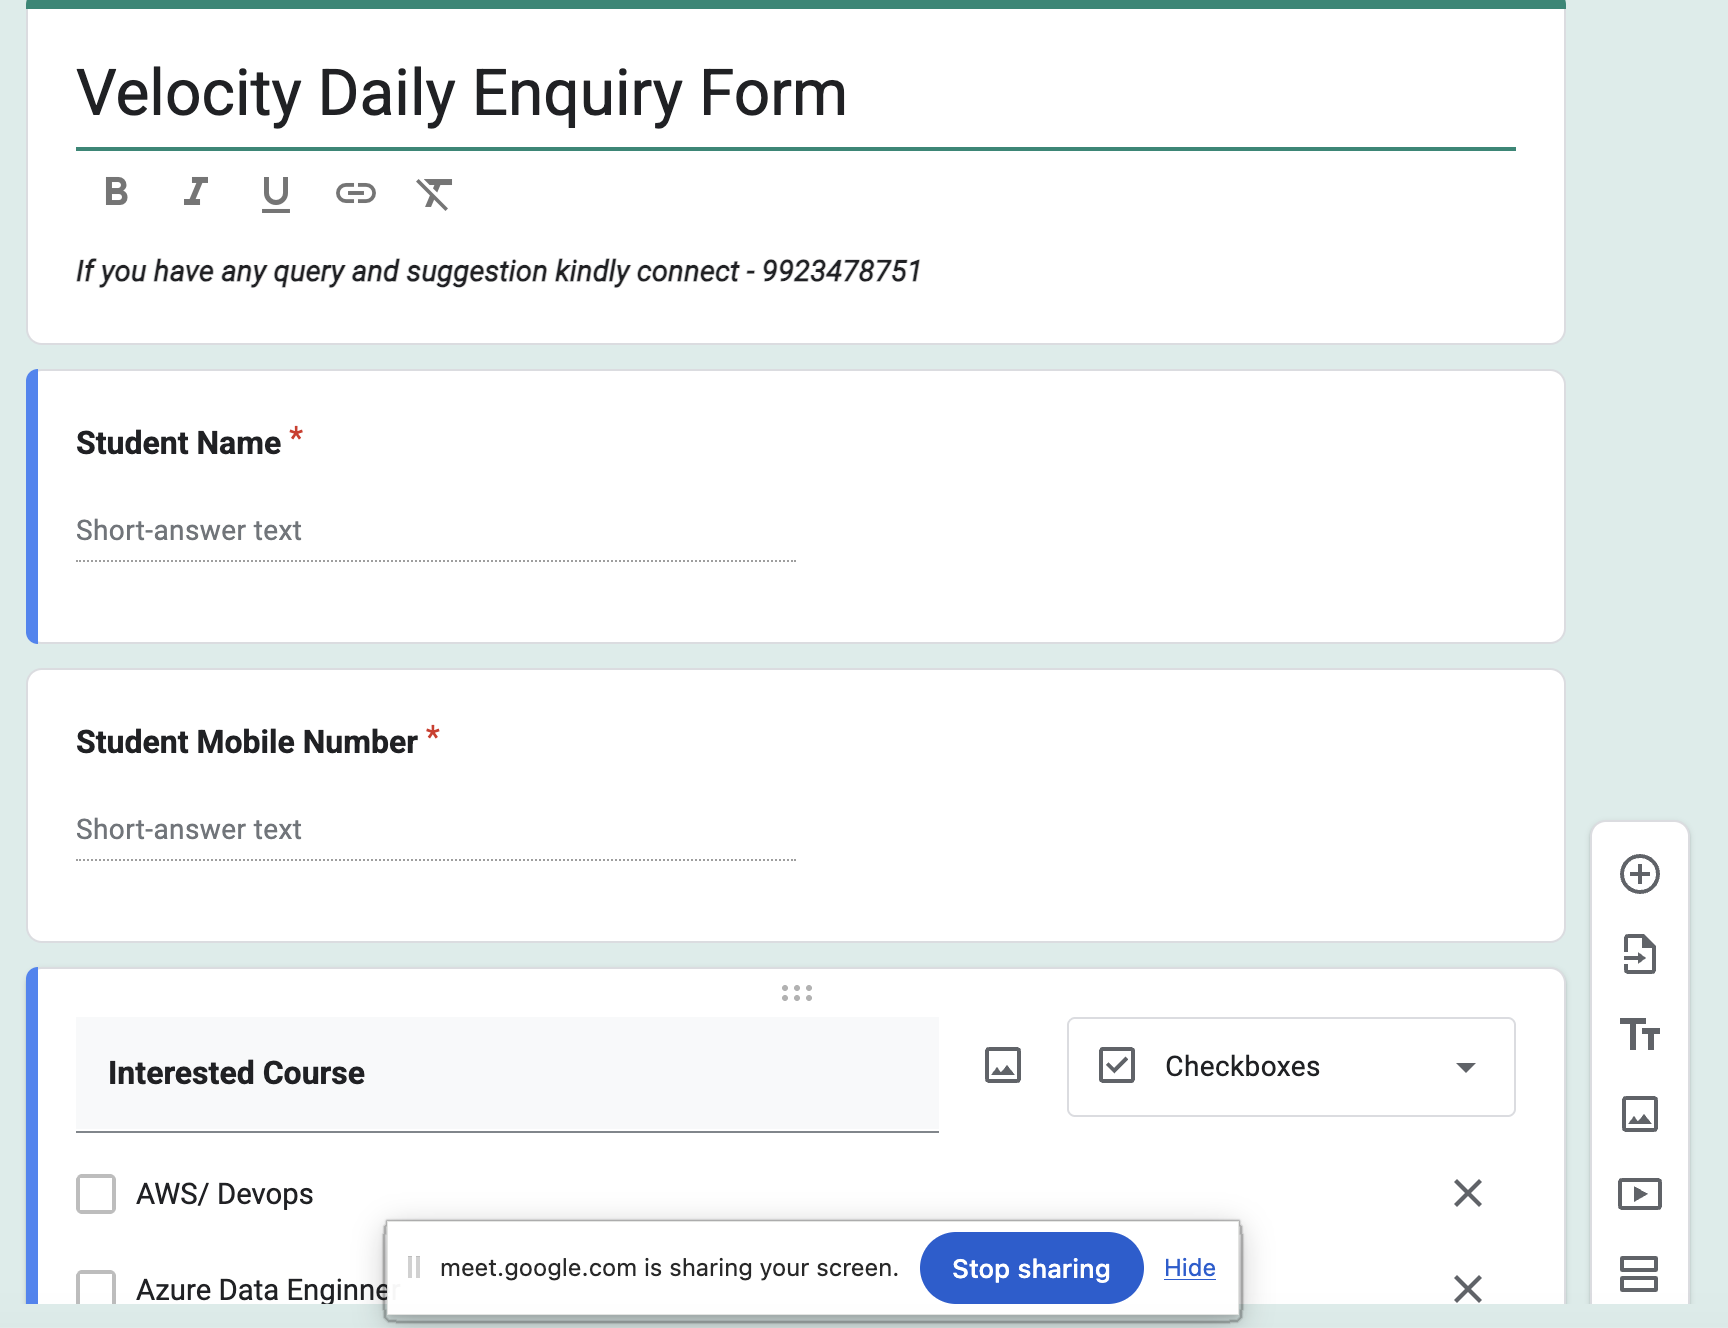 Velocity Daily Enquiry Form
B I U
If you have any query and suggestion kindly connect - 9923478751
Student Name *
Short-answer text
Student Mobile Number *
Short-answer text
Interested Course
Checkboxes
AWS/ Devops
Azure Data Enginner
meet.google.com is sharing your screen.
Stop sharing
Hide
TT